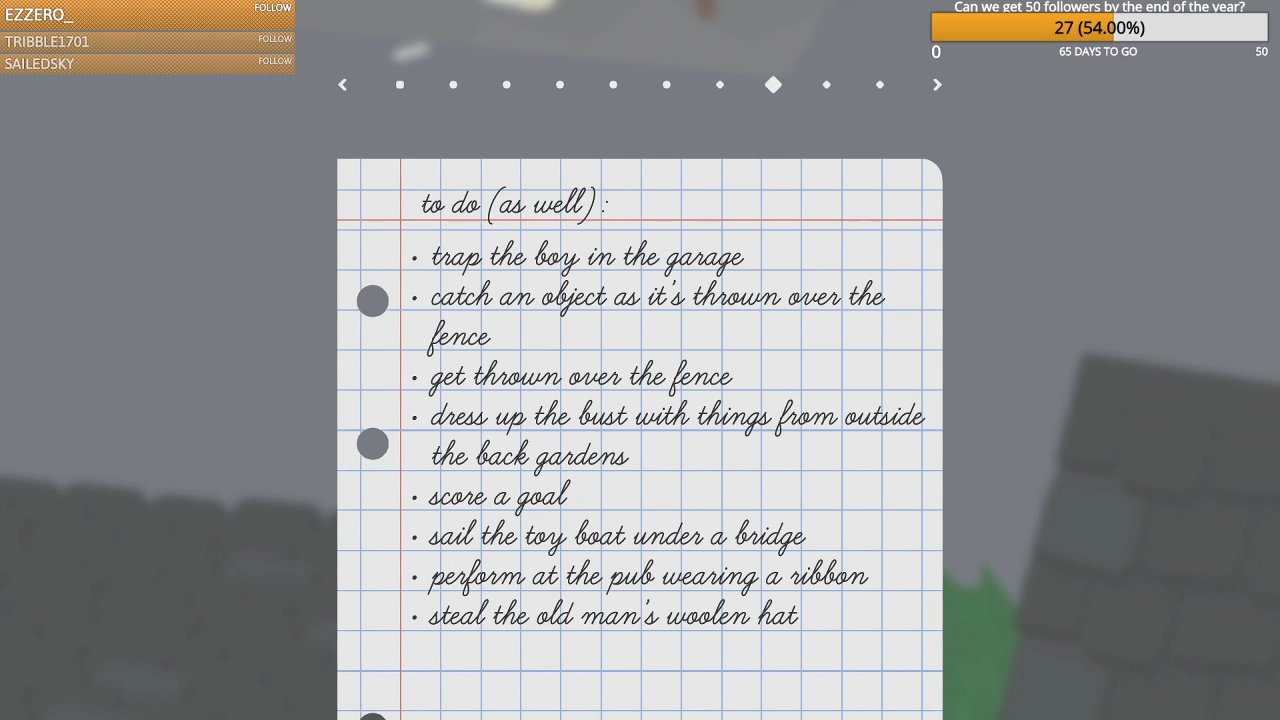 EZZERO_
FOLLOW
TRIBBLE1701
FOLLOW
SAILEDSKY
FOLLOW
Can we get 50 followers by the end of the year?
27 (54.00%)
0
65 DAYS TO GO
50
to do (as well) :
• trap the boy in the garage
• catch an object as it's thrown over the
fence
• get thrown over the fence
• dress up the bust with things from outside
the back gardens
• score a goal
• sail the toy boat under a bridge
• perform at the pub wearing a ribbon
• steal the old man's woolen hat